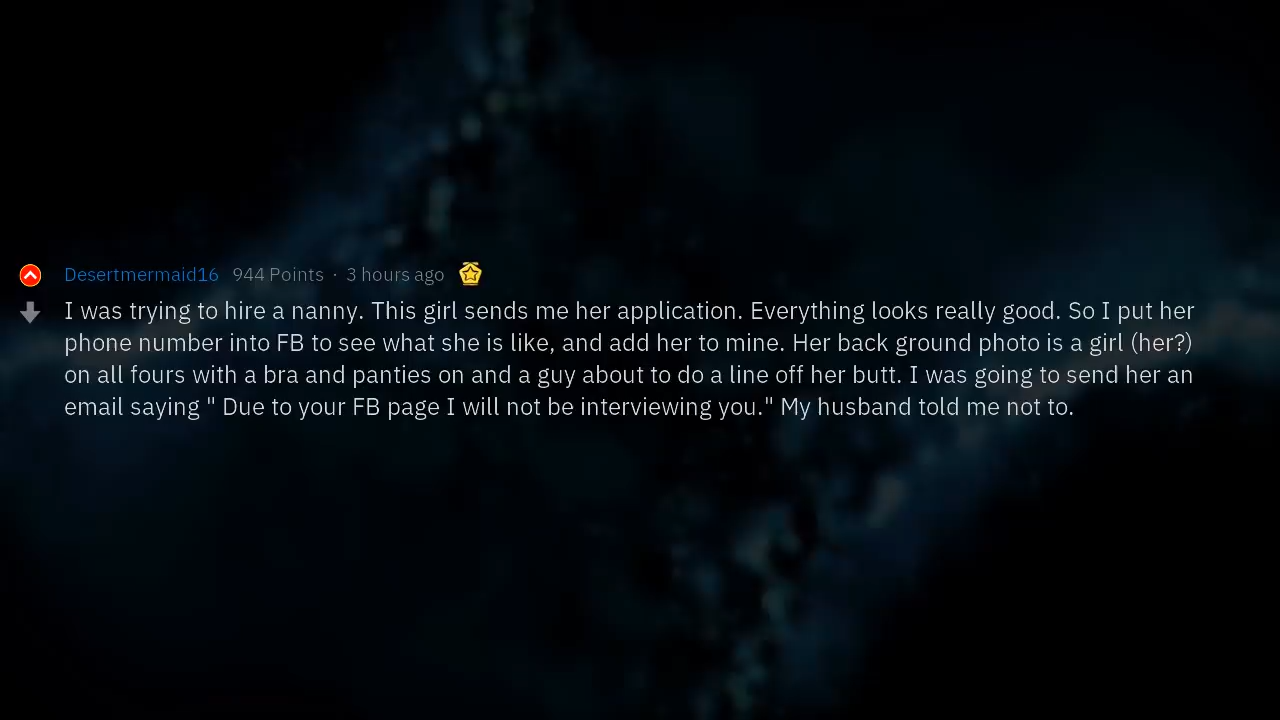 Desertmermaid16 944 Points · 3 hours ago
I was trying to hire a nanny. This girl sends me her application. Everything looks really good. So I put her
phone number into FB to see what she is like, and add her to mine. Her back ground photo is a girl (her?)
on all fours with a bra and panties on and a guy about to do a line off her butt. I was going to send her an
email saying " Due to your FB page I will not be interviewing you." My husband told me not to.